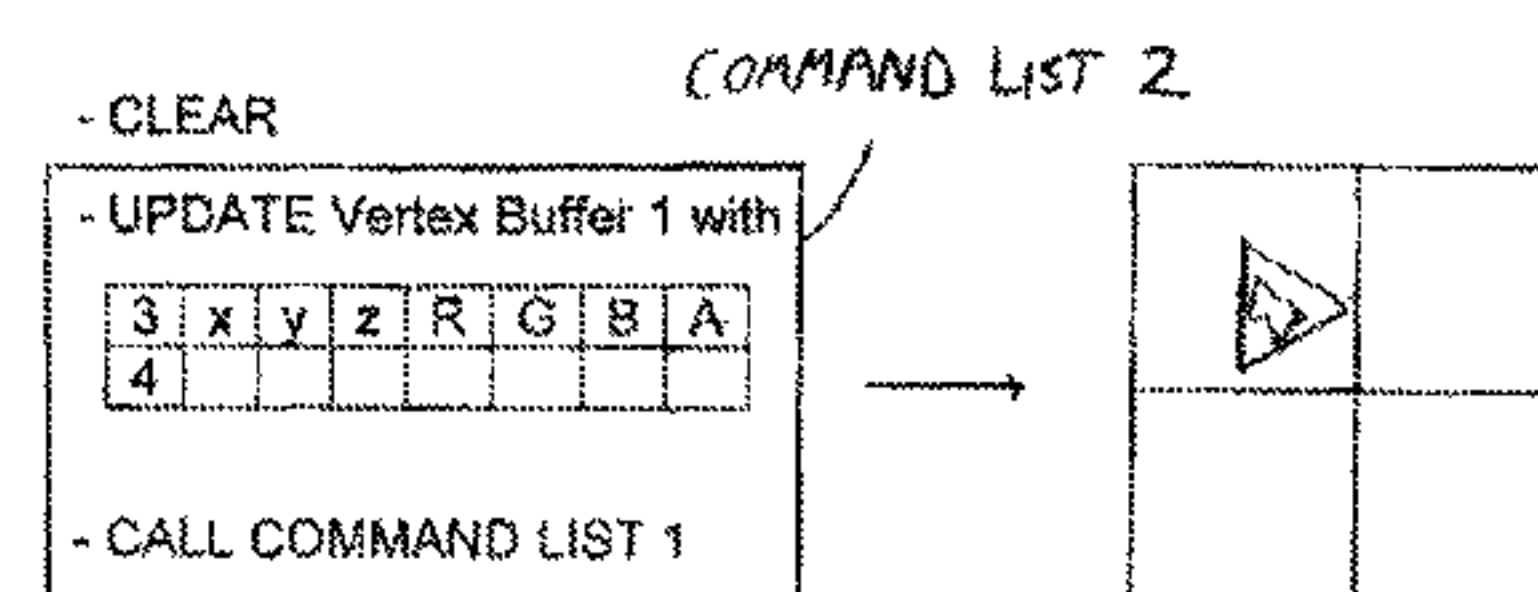 COMMAND LIST 2
- CLEAR
- UPDATE Vertex Buffer 1 with
3 x y z R G B A
4
- CALL COMMAND LIST 1